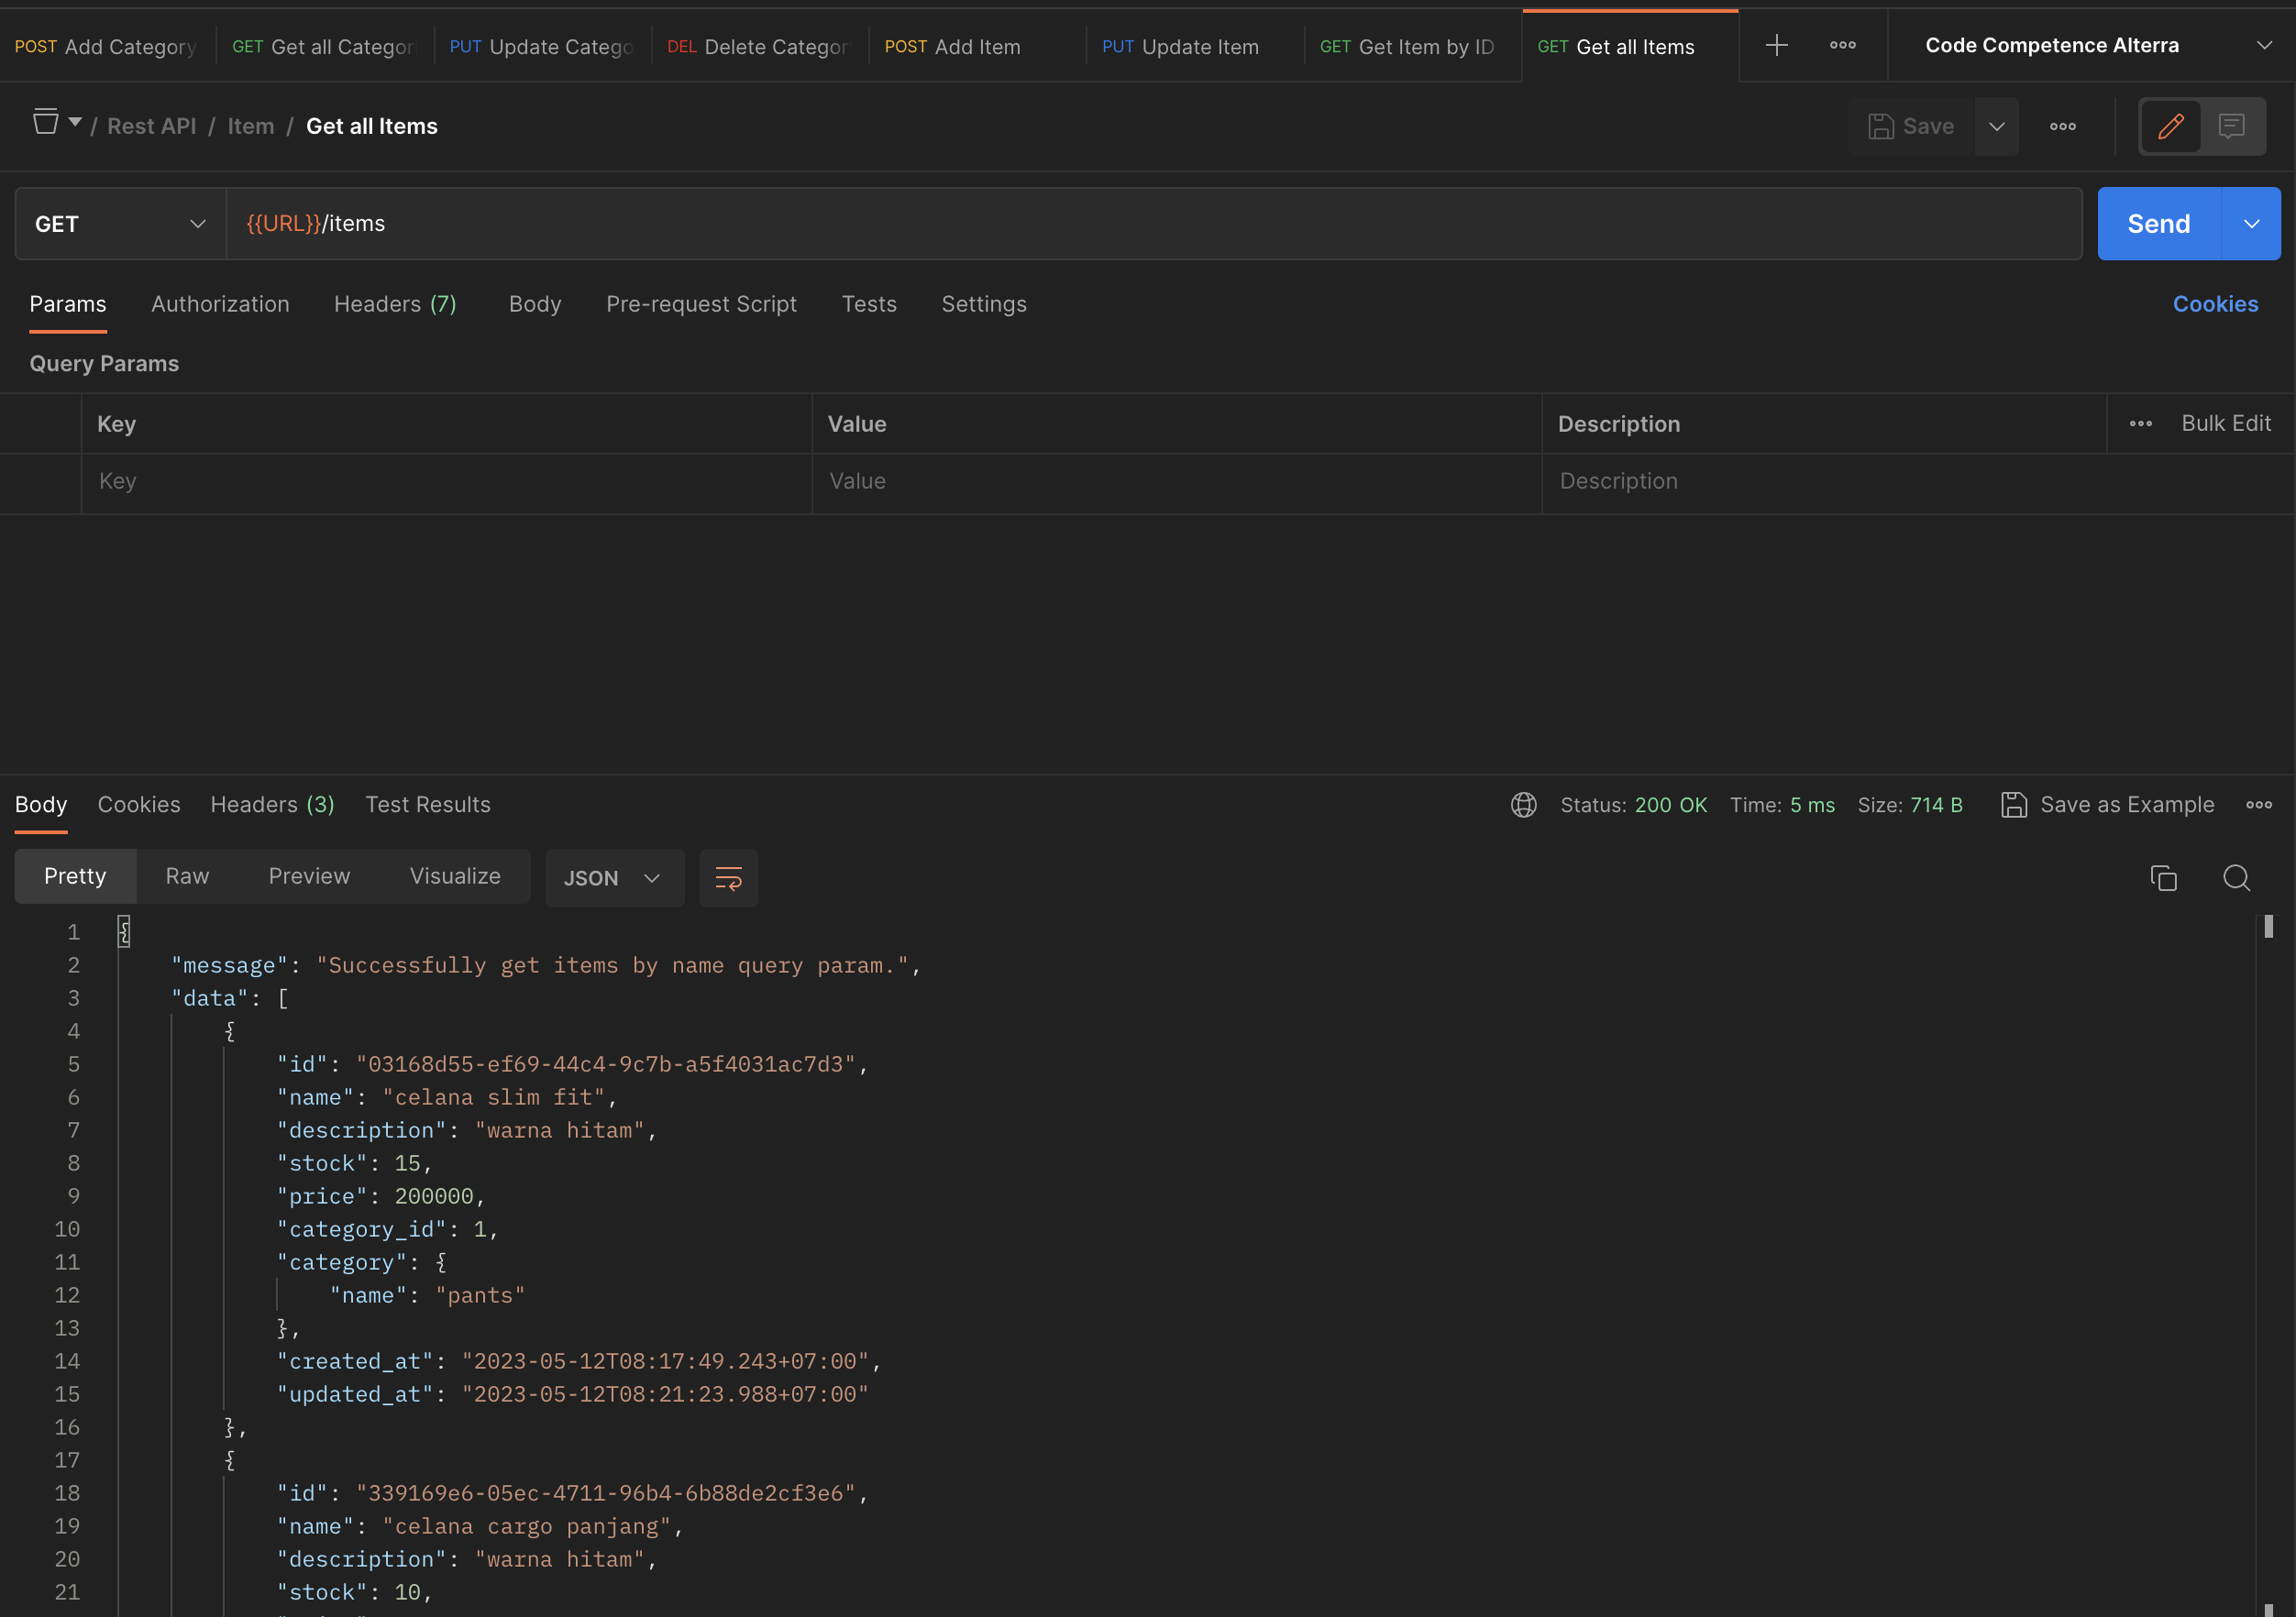 POST Add Category GET Get all Categor PUT Update Catego DEL Delete Categor POST Add Item PUT Update Item GET Get Item by ID GET Get all Items Code Competence Alterra
/ Rest API / Item / Get all Items Save
GET {{URL}}/items Send
Params Authorization Headers (7) Body Pre-request Script Tests Settings Cookies
Query Params
Key Value Description Bulk Edit
Key Value Description
Body Cookies Headers (3) Test Results Status: 200 OK Time: 5 ms Size: 714 B Save as Example
Pretty Raw Preview Visualize JSON
1 {
2 "message": "Successfully get items by name query param.",
3 "data": [
4 {
5 "id": "03168d55-ef69-44c4-9c7b-a5f4031ac7d3",
6 "name": "celana slim fit",
7 "description": "warna hitam",
8 "stock": 15,
9 "price": 200000,
10 "category_id": 1,
11 "category": {
12 "name": "pants"
13 },
14 "created_at": "2023-05-12T08:17:49.243+07:00",
15 "updated_at": "2023-05-12T08:21:23.988+07:00"
16 },
17 {
18 "id": "339169e6-05ec-4711-96b4-6b88de2cf3e6",
19 "name": "celana cargo panjang",
20 "description": "warna hitam",
21 "stock": 10,